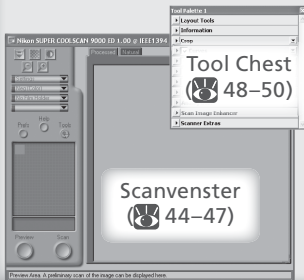 Tool Palette 1
Layout Tools
Information
Crop
Nikon SUPER COOLSCAN 9000 ED 1.00 @ IEEE1394
Processed Natural
Tool Chest
(48–50)
Scan Image Enhancer
Scanner Extras
Prefs Help Tools
Scanvenster
(44–47)
Preview Scan
Preview Area. A preliminary scan of the image can be displayed here.